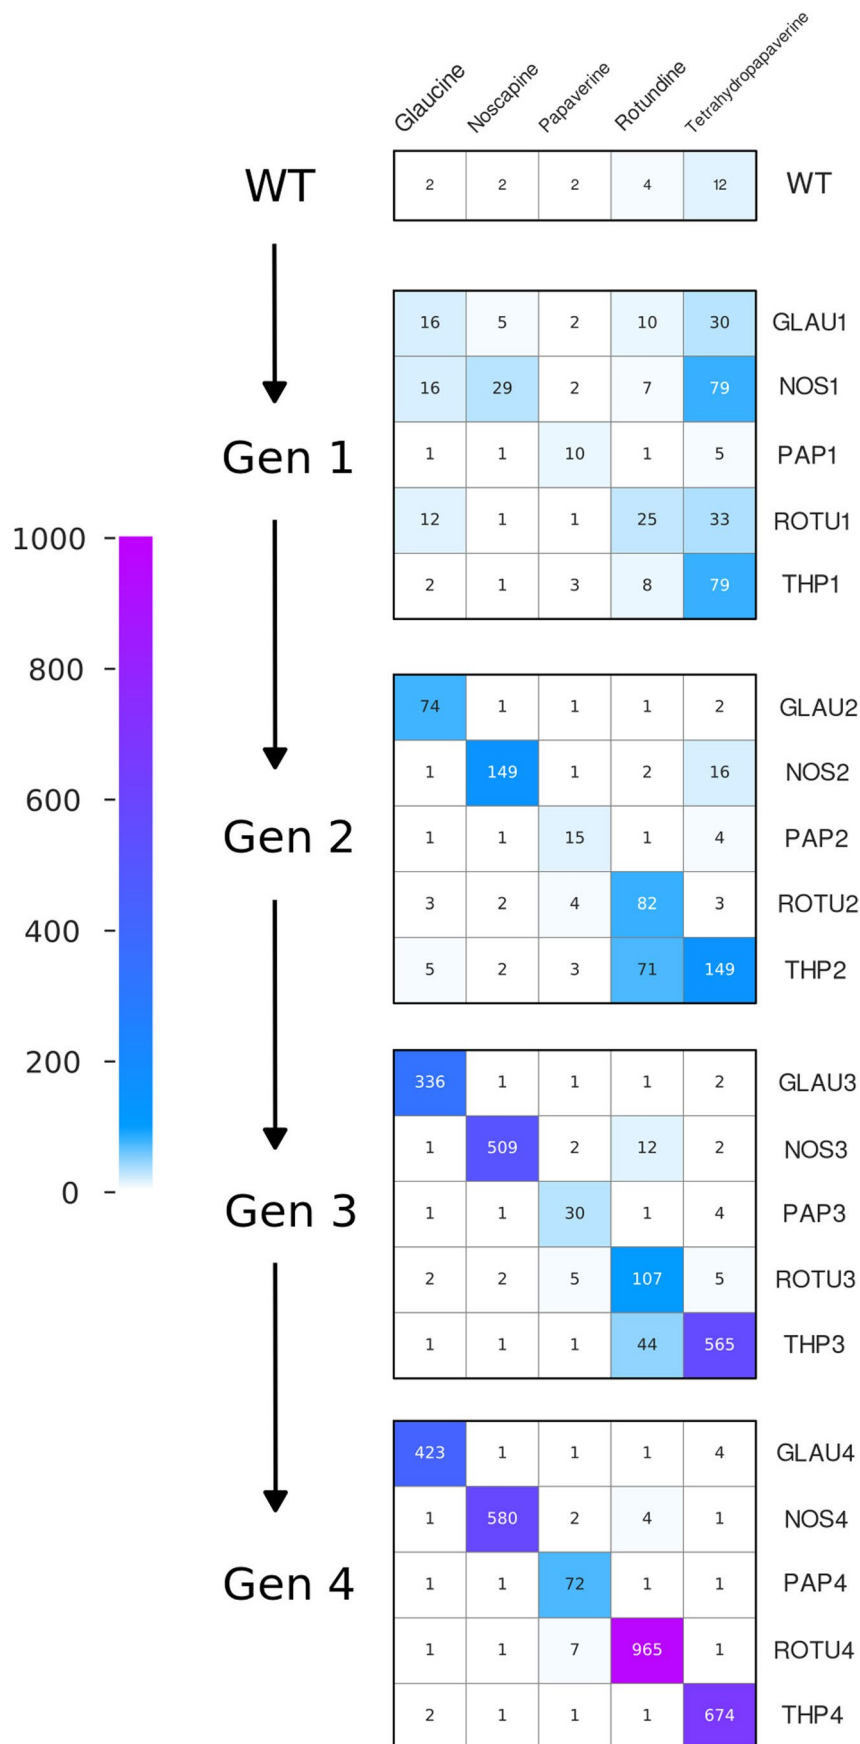 Glaucine Noscapine Papaverine Rotundine Tetrahydropapaverine
WT 2 2 2 4 12 WT
16 5 2 10 30 GLAU1
16 29 2 7 79 NOS1
Gen 1 1 1 10 1 5 PAP1
12 1 1 25 33 ROTU1
2 1 3 8 79 THP1
74 1 1 1 2 GLAU2
1 149 1 2 16 NOS2
Gen 2 1 1 15 1 4 PAP2
3 2 4 82 3 ROTU2
5 2 3 71 149 THP2
336 1 1 1 2 GLAU3
1 509 2 12 2 NOS3
Gen 3 1 1 30 1 4 PAP3
2 2 5 107 5 ROTU3
1 1 1 44 565 THP3
423 1 1 1 4 GLAU4
1 580 2 4 1 NOS4
Gen 4 1 1 72 1 1 PAP4
1 1 7 965 1 ROTU4
2 1 1 1 674 THP4
1000
800
600
400
200
0